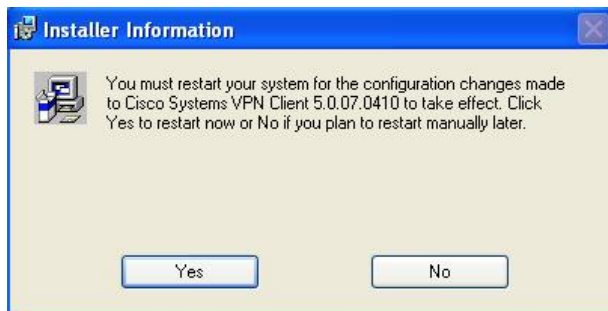 Installer Information
You must restart your system for the configuration changes made
to Cisco Systems VPN Client 5.0.07.0410 to take effect. Click
Yes to restart now or No if you plan to restart manually later.
Yes
No